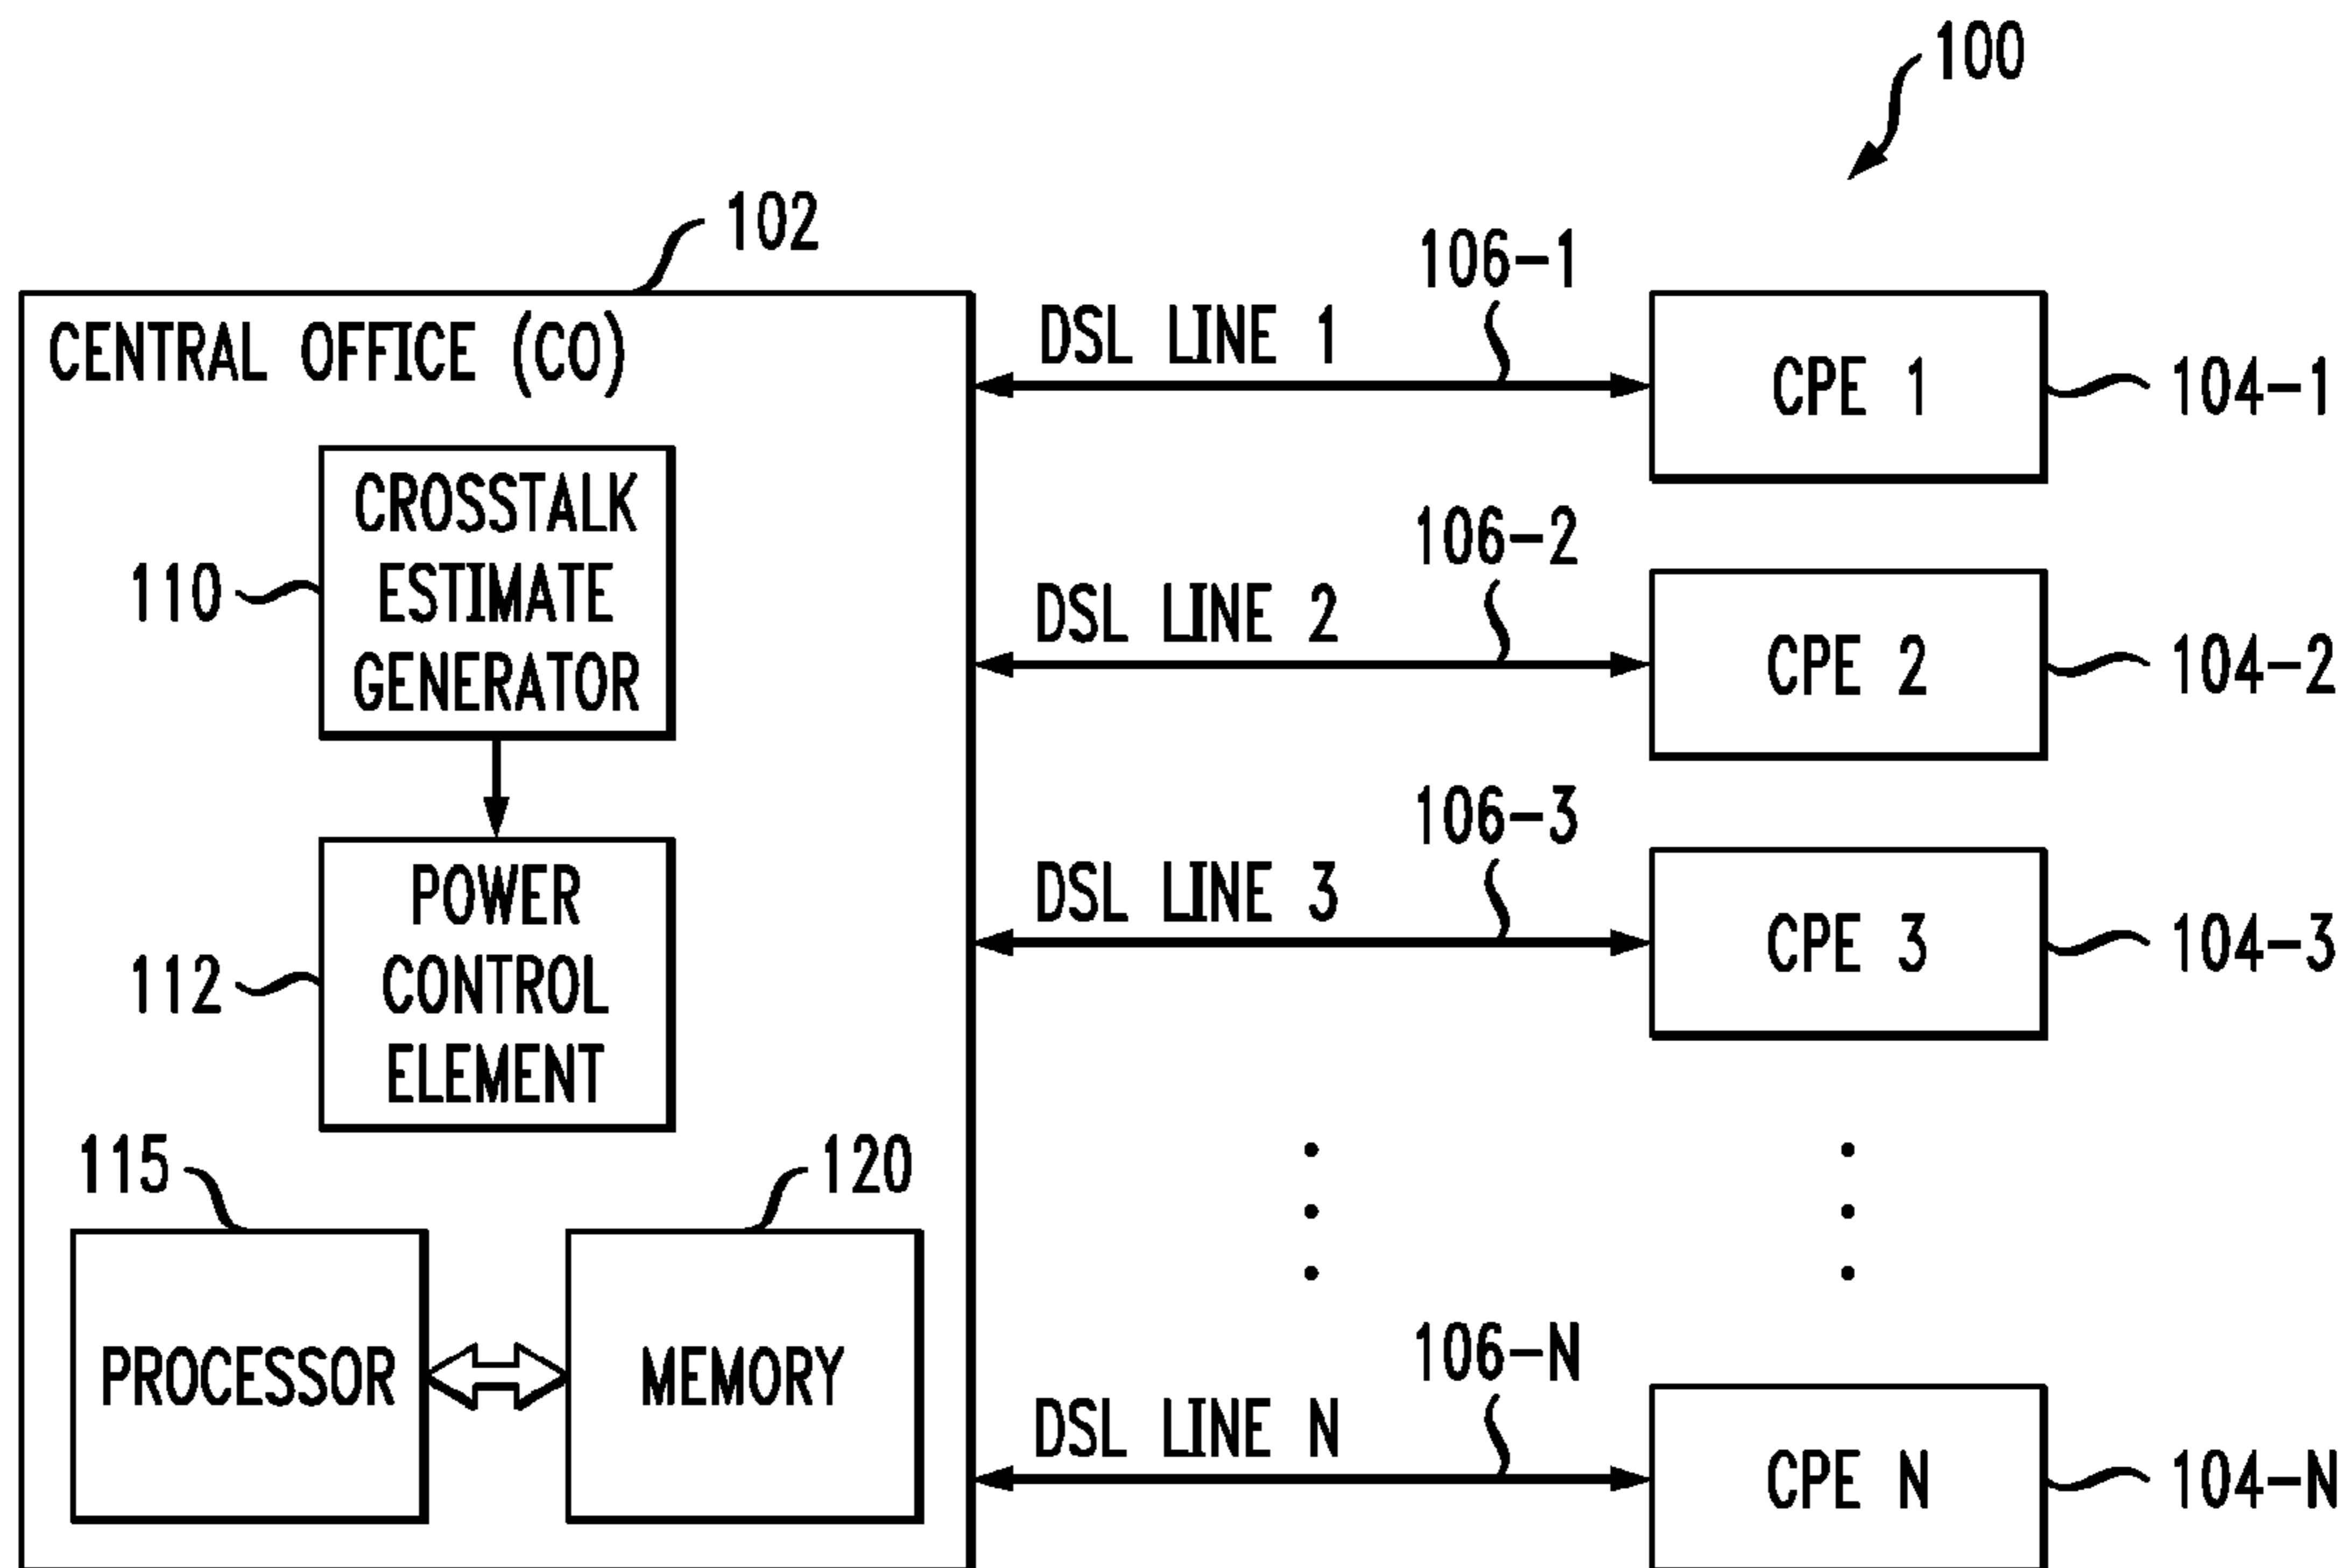 100
102
CENTRAL OFFICE (CO)
CROSSTALK
ESTIMATE
GENERATOR
110
POWER
CONTROL
ELEMENT
112
115
120
PROCESSOR
MEMORY
106-1
DSL LINE 1
CPE 1
104-1
106-2
DSL LINE 2
CPE 2
104-2
106-3
DSL LINE 3
CPE 3
104-3
106-N
DSL LINE N
CPE N
104-N